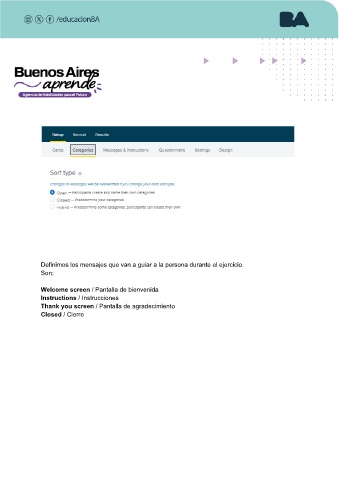 /educacionBA
BA
Buenos Aires
aprende
Agencia de Habilidades para el Futuro
Setup Recruit Results
Cards Categories Messages & Instructions Questionnaire Settings Design
Sort type
Changes to categories will be overwritten if you change your card sort type.
Open — Participants create and name their own categories
Closed — Predetermine your categories
Hybrid — Predetermine some categories, participants can create their own
Definimos los mensajes que van a guiar a la persona durante el ejercicio.
Son:
Welcome screen / Pantalla de bienvenida
Instructions / Instrucciones
Thank you screen / Pantalla de agradecimiento
Closed / Cierre